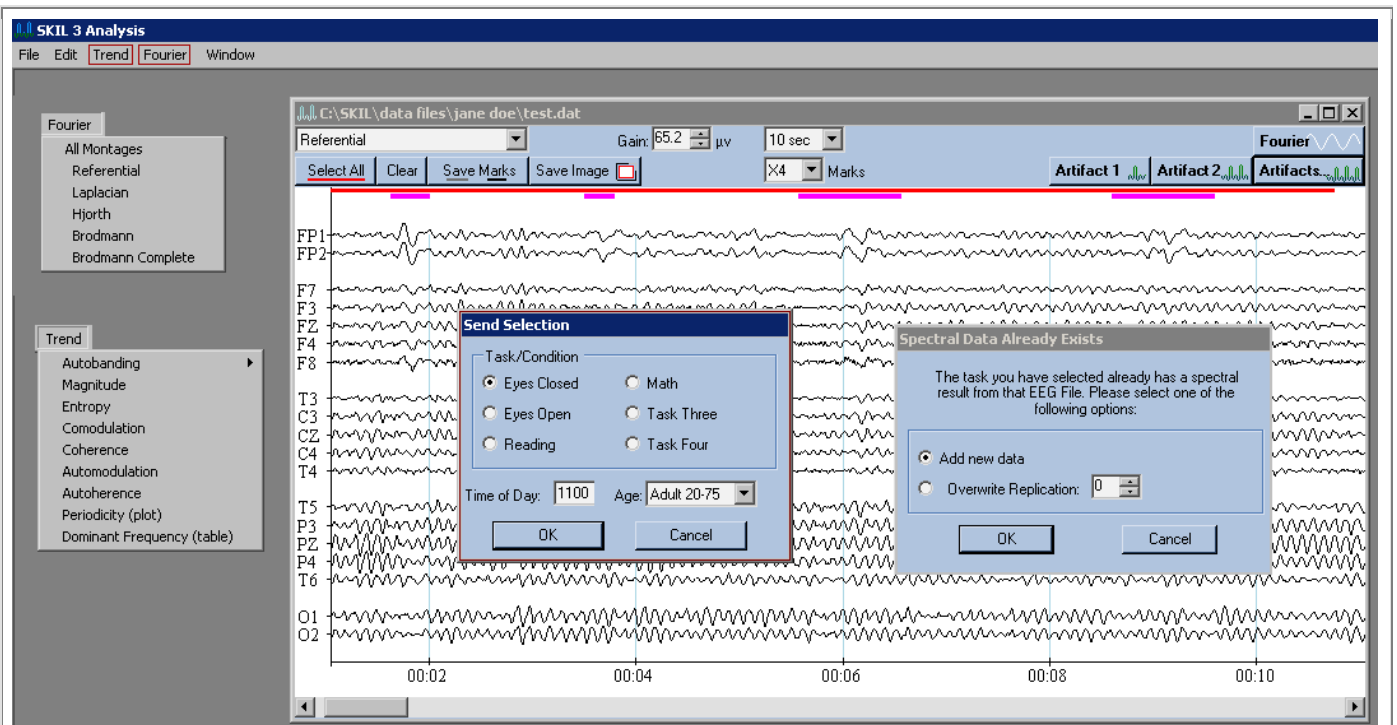 SKIL 3 Analysis
File Edit Trend Fourier Window
Fourier
All Montages
Referential
Laplacian
Hjorth
Brodmann
Brodmann Complete
Trend
Autobanding
Magnitude
Entropy
Comodulation
Coherence
Automodulation
Autoherence
Periodicity (plot)
Dominant Frequency (table)
C:\SKIL\data files\jane doe\test.dat
Referential Gain: 65.2 μv 10 sec Fourier
Select All Clear Save Marks Save Image X4 Marks Artifact 1 Artifact 2 Artifacts...
FP1
FP2
F7
F3
FZ
F4
F8
T3
C3
CZ
C4
T4
T5
P3
PZ
P4
T6
O1
O2
00:02 00:04 00:06 00:08 00:10
Send Selection
Task/Condition
Eyes Closed Math
Eyes Open Task Three
Reading Task Four
Time of Day: 1100 Age: Adult 20-75
OK Cancel
Spectral Data Already Exists
The task you have selected already has a spectral
result from that EEG File. Please select one of the
following options:
Add new data
Overwrite Replication: 0
OK Cancel